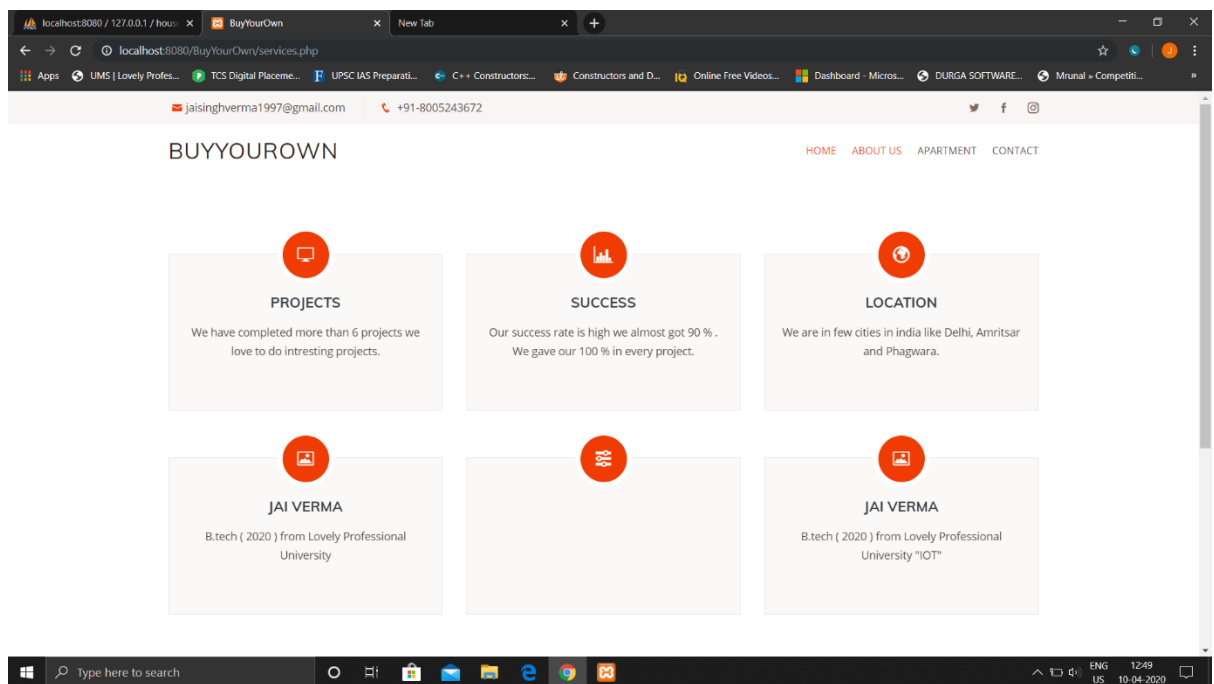 localhost:8080 / 127.0.0.1 / house
BuyYourOwn
New Tab
localhost:8080/BuyYourOwn/services.php
Apps
UMS | Lovely Profes...
TCS Digital Placeme...
UPSC IAS Preparati...
C++ Constructors:...
Constructors and D...
Online Free Videos...
Dashboard - Micros...
DURGA SOFTWARE...
Mrunal » Competiti...
»
jaisinghverma1997@gmail.com
+91-8005243672
BUYYOUROWN
HOME ABOUT US APARTMENT CONTACT
PROJECTS
We have completed more than 6 projects we
love to do intresting projects.
SUCCESS
Our success rate is high we almost got 90 % .
We gave our 100 % in every project.
LOCATION
We are in few cities in india like Delhi, Amritsar
and Phagwara.
JAI VERMA
B.tech ( 2020 ) from Lovely Professional
University
JAI VERMA
B.tech ( 2020 ) from Lovely Professional
University "IOT"
Type here to search
ENG
US
12:49
10-04-2020